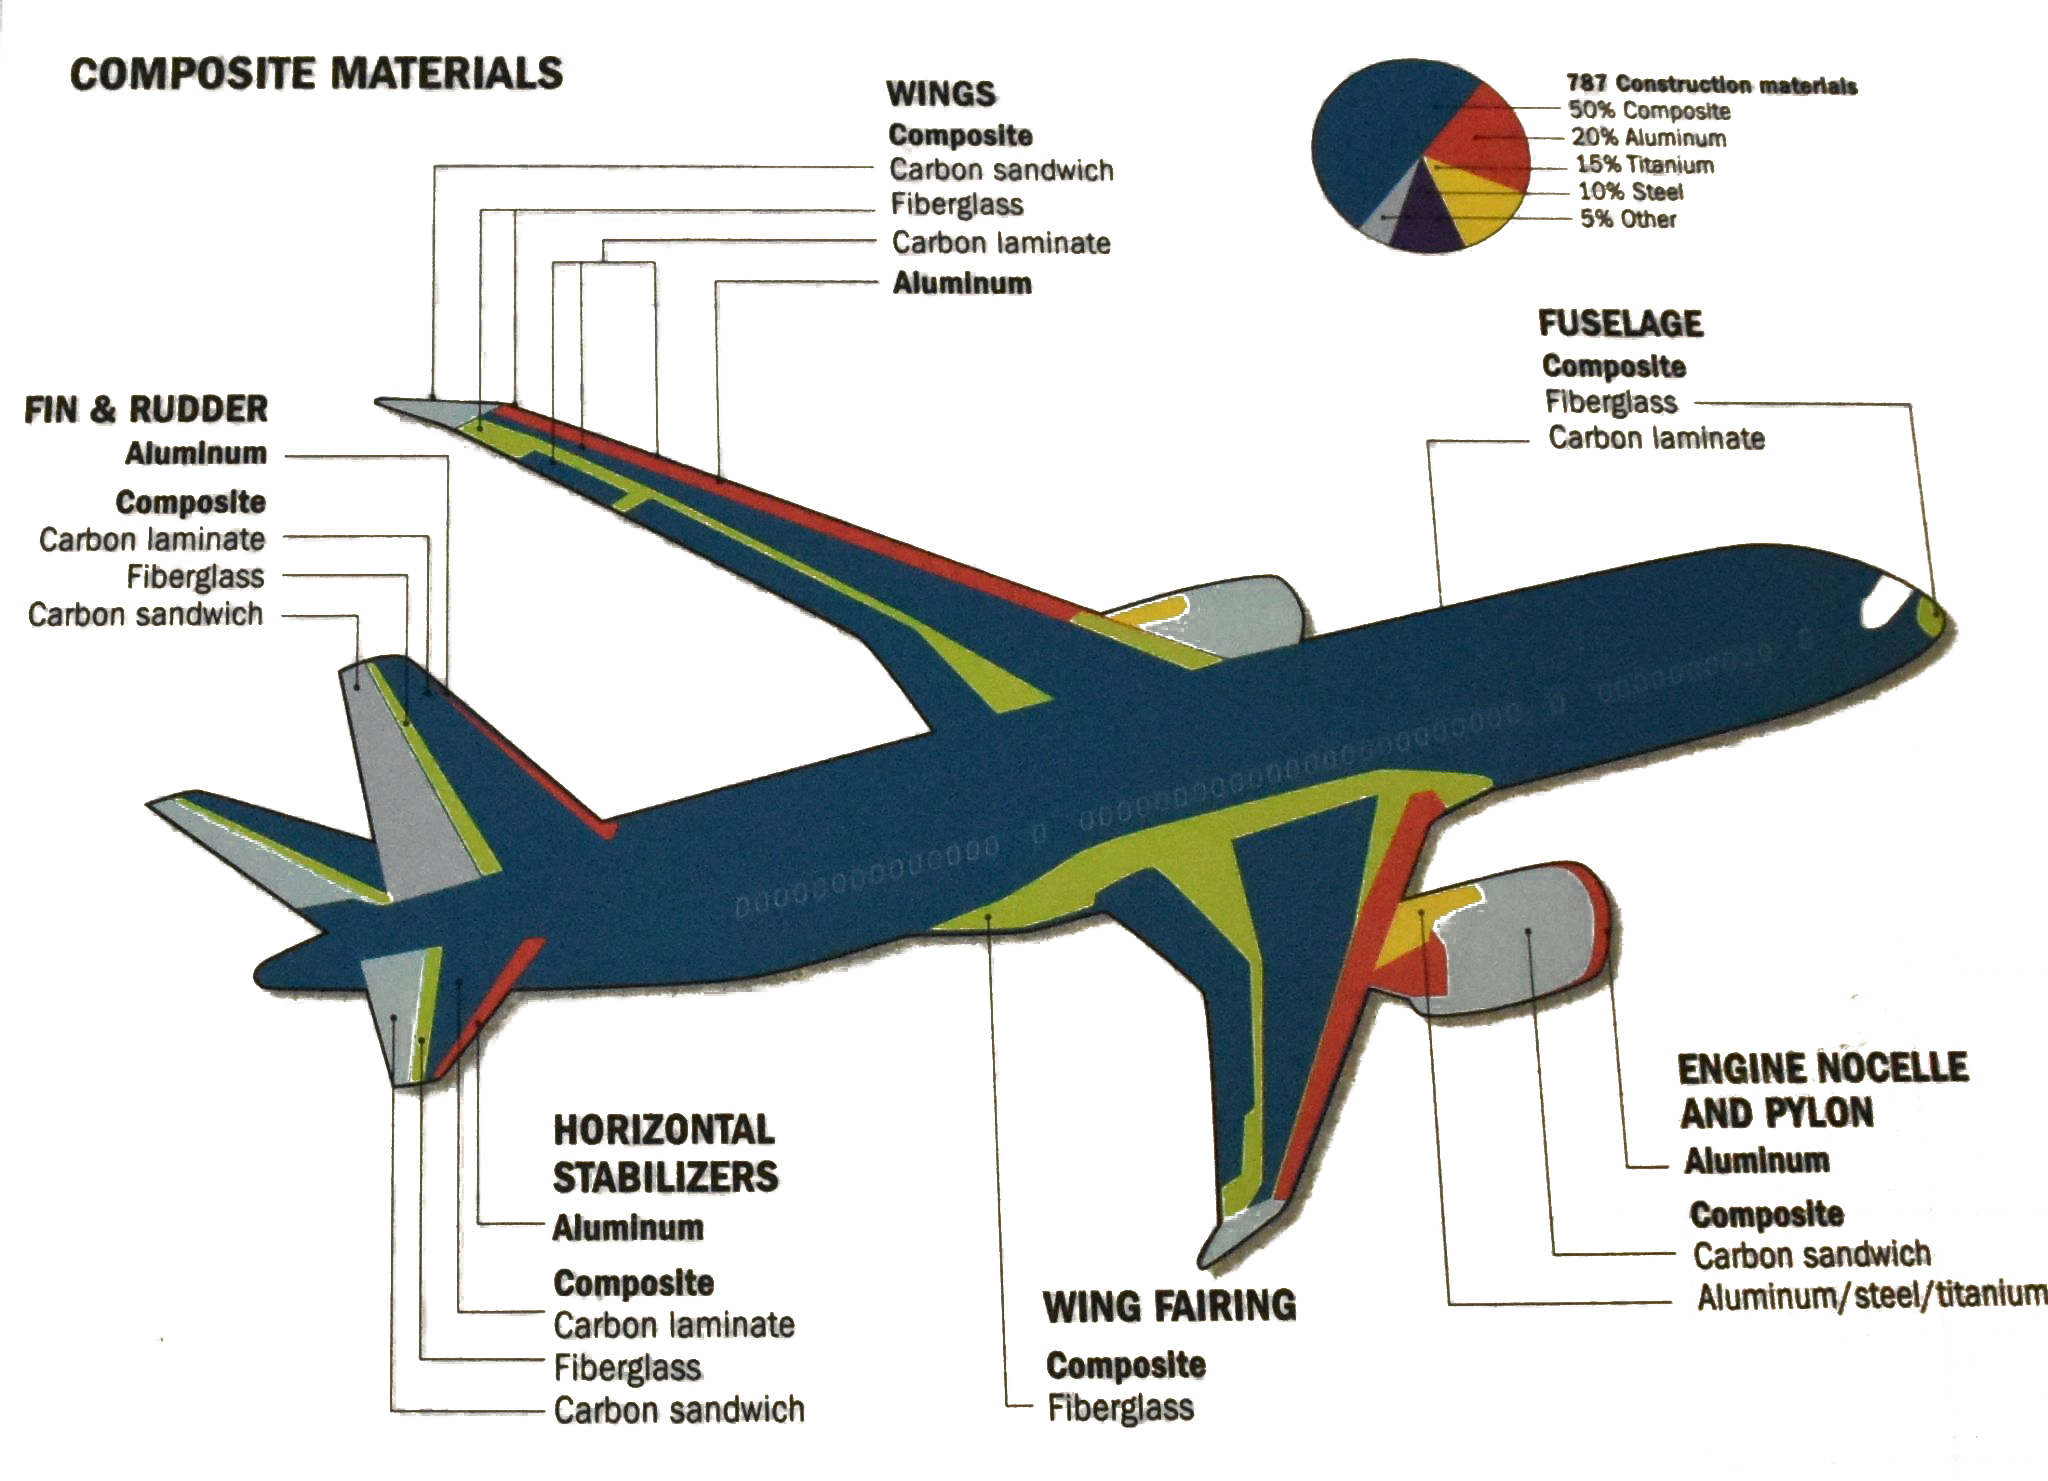 COMPOSITE MATERIALS
WINGS
Composite
Carbon sandwich
Fiberglass
Carbon laminate
Aluminum
787 Construction materials
50% Composite
20% Aluminum
15% Titanium
10% Steel
5% Other
FUSELAGE
Composite
Fiberglass
Carbon laminate
FIN & RUDDER
Aluminum
Composite
Carbon laminate
Fiberglass
Carbon sandwich
HORIZONTAL
STABILIZERS
Aluminum
Composite
Carbon laminate
Fiberglass
Carbon sandwich
WING FAIRING
Composite
Fiberglass
ENGINE NOCELLE
AND PYLON
Aluminum
Composite
Carbon sandwich
Aluminum/steel/titanium